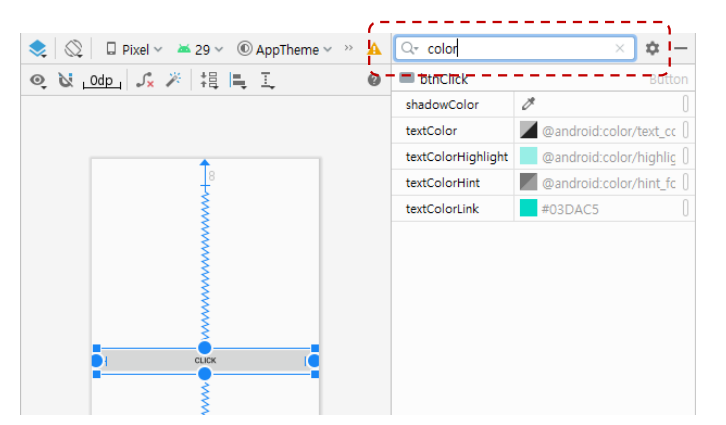 Pixel 29 AppTheme »
color
0dp
btnClick Button
shadowColor
textColor @android:color/text_cc
textColorHighlight @android:color/highlig
textColorHint @android:color/hint_fc
textColorLink #03DAC5
8
CLICK